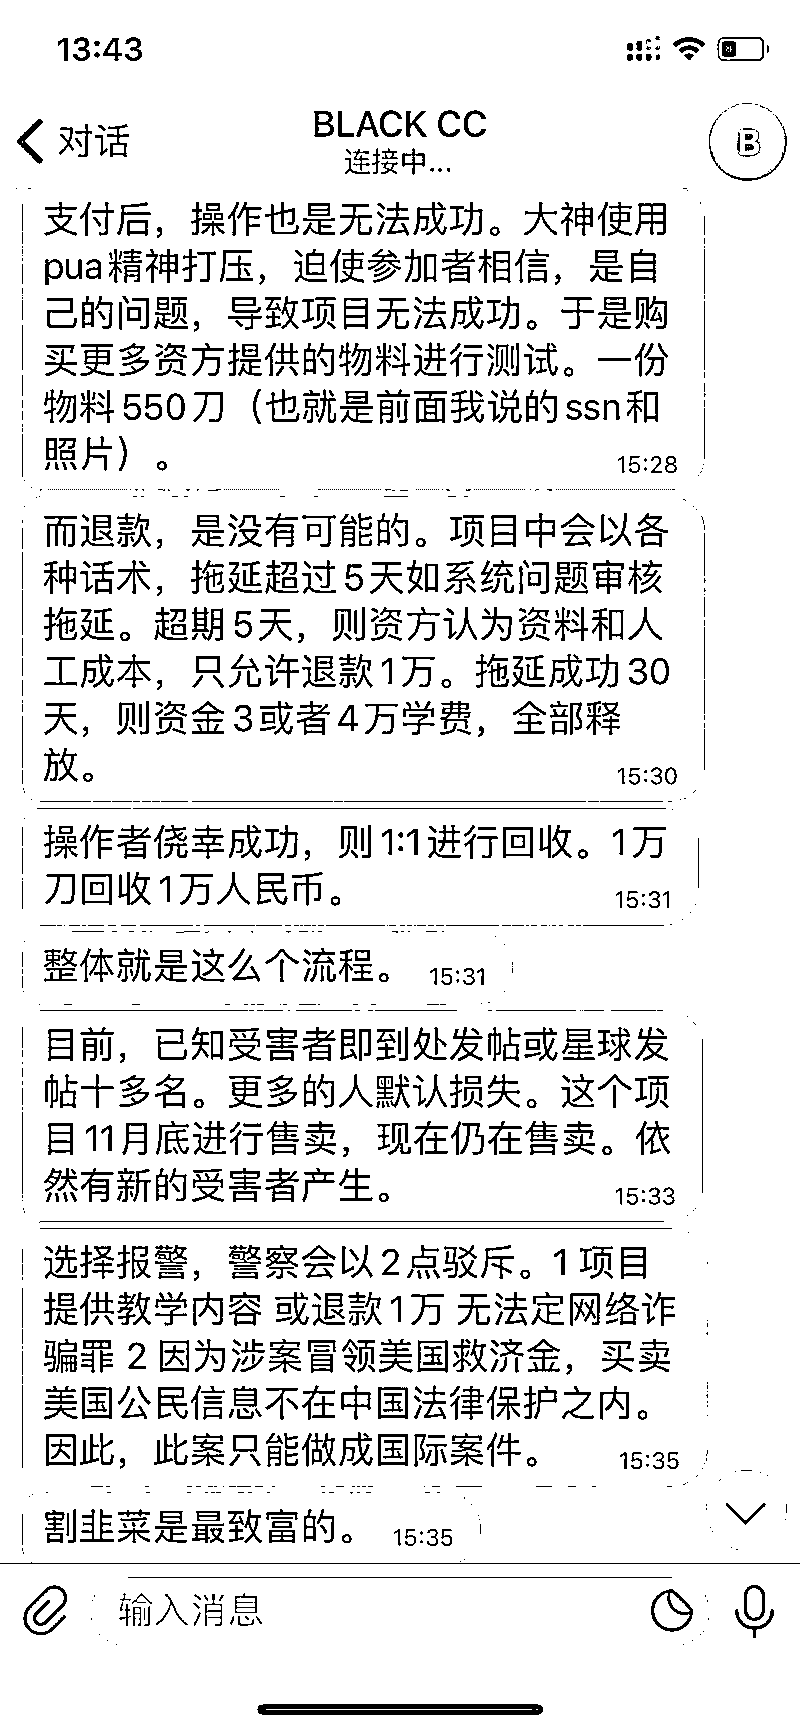 13:43
对话
BLACK CC
连接中...
B
支付后，操作也是无法成功。大神使用
pua精神打压，迫使参加者相信，是自
己的问题，导致项目无法成功。于是购
买更多资方提供的物料进行测试。一份
物料550刀（也就是前面我说的ssn和
照片）。
15:28
而退款，是没有可能的。项目中会以各
种话术，拖延超过5天如系统问题审核
拖延。超期5天，则资方认为资料和人
工成本，只允许退款1万。拖延成功30
天，则资金3或者4万学费，全部释
放。
15:30
操作者侥幸成功，则1:1进行回收。1万
刀回收1万人民币。
15:31
整体就是这么个流程。
15:31
目前，已知受害者即到处发帖或星球发
帖十多名。更多的人默认损失。这个项
目11月底进行售卖，现在仍在售卖。依
然有新的受害者产生。
15:33
选择报警，警察会以2点驳斥。1项目
提供教学内容 或退款1万 无法定网络诈
骗罪 2 因为涉案冒领美国救济金，买卖
美国公民信息不在中国法律保护之内。
因此，此案只能做成国际案件。
15:35
割韭菜是最致富的。
15:35
输入消息